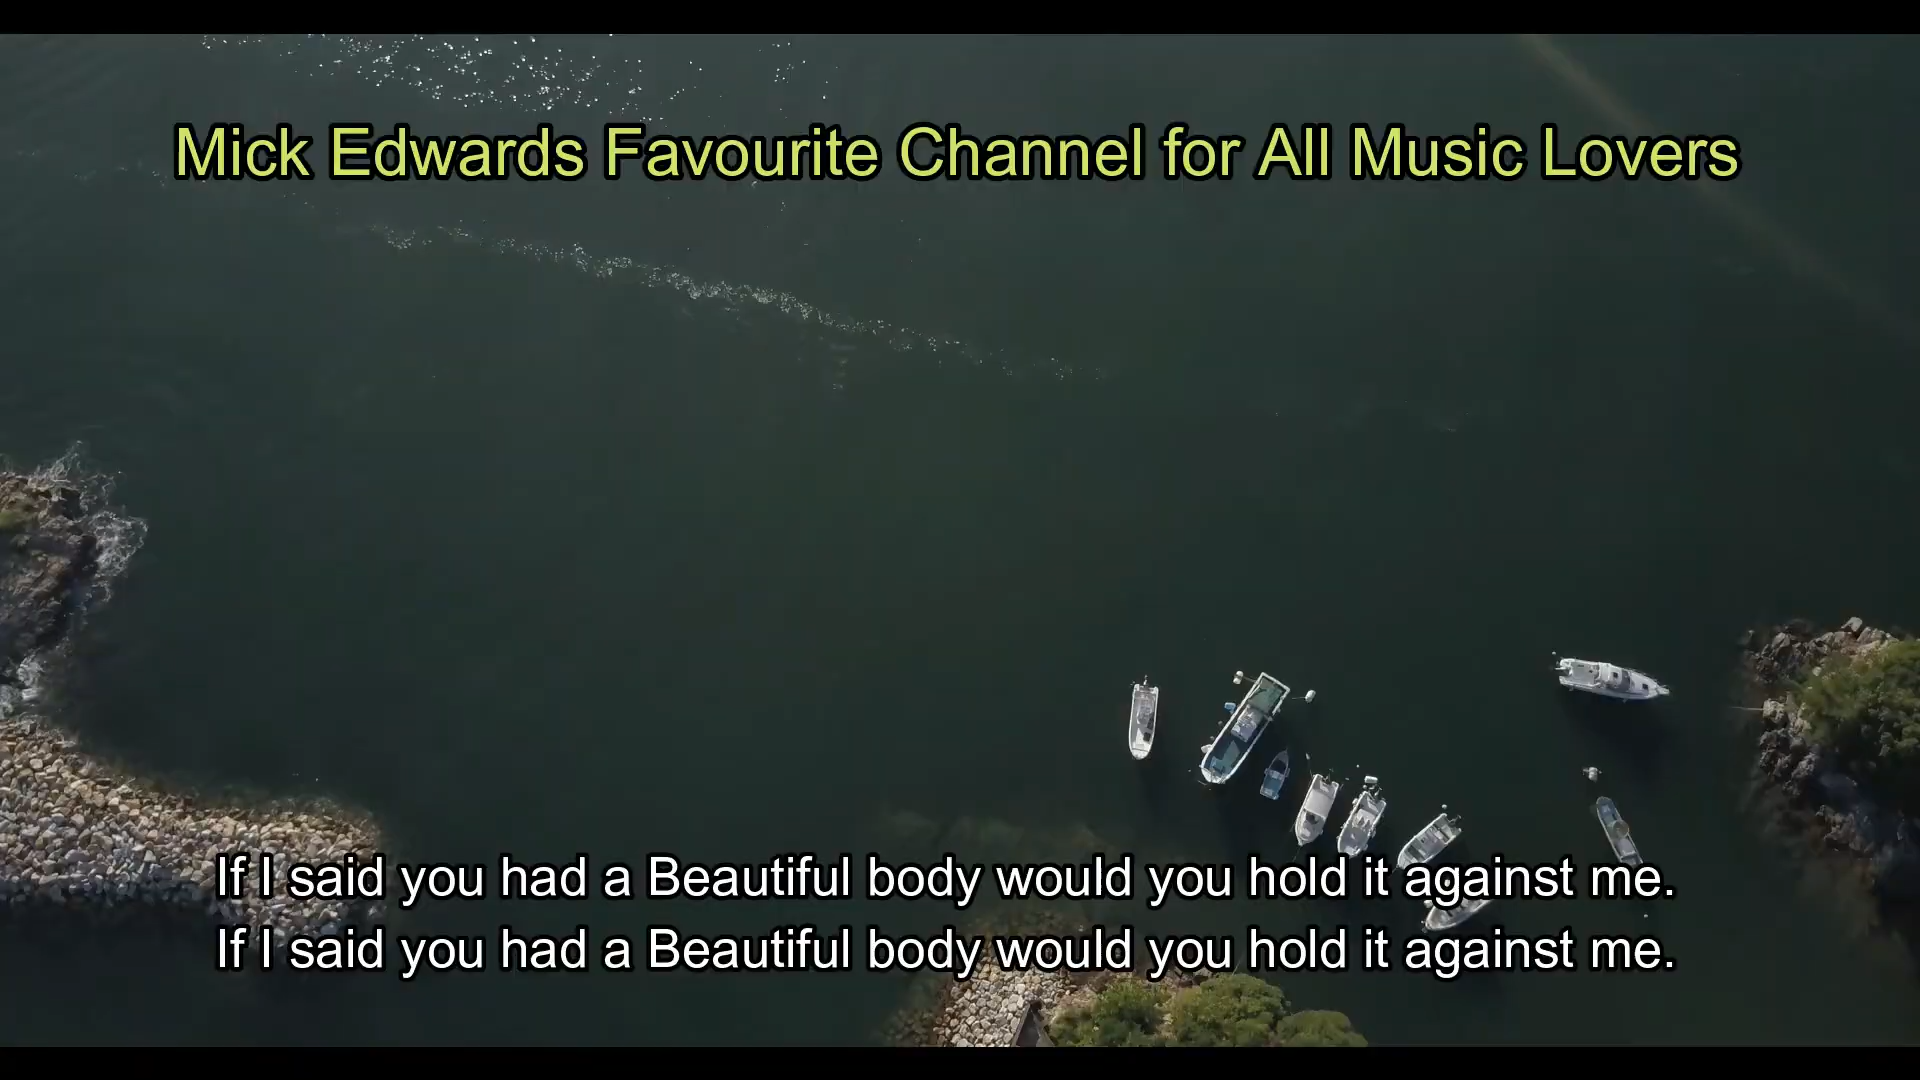 Mick Edwards Favourite Channel for All Music Lovers
If I said you had a Beautiful body would you hold it against me.
If I said you had a Beautiful body would you hold it against me.